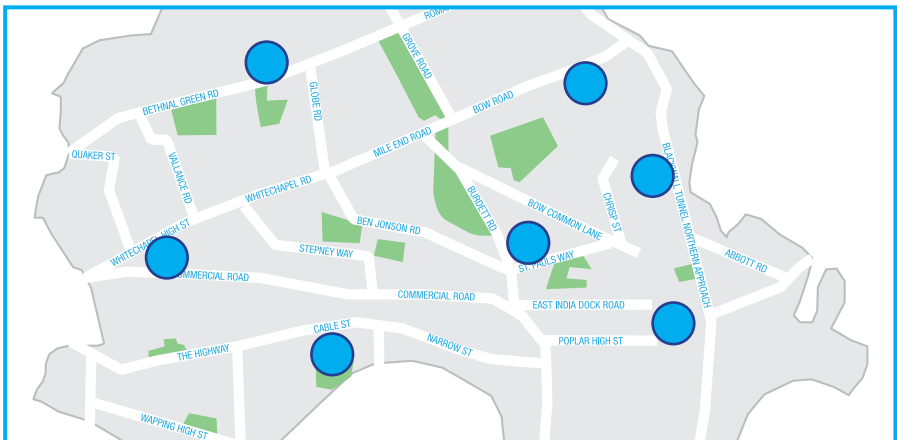 ROMA
GROVE ROAD
BETHNAL GREEN RD
GLOBE RD
BOW ROAD
MILE END ROAD
QUAKER ST
VALLANCE RD
WHITECHAPEL RD
BLACKWALL TUNNEL NORTHERN APPROACH
BURDETT RD
BOW COMMON LANE
CHRISP ST
BEN JONSON RD
WHITECHAPEL HIGH ST
STEPNEY WAY
ST. PAULS WAY
ABBOTT RD
OMMERCIAL ROAD
COMMERCIAL ROAD
EAST INDIA DOCK ROAD
CABLE ST
NARROW ST
POPLAR HIGH ST
THE HIGHWAY
WAPPING HIGH ST